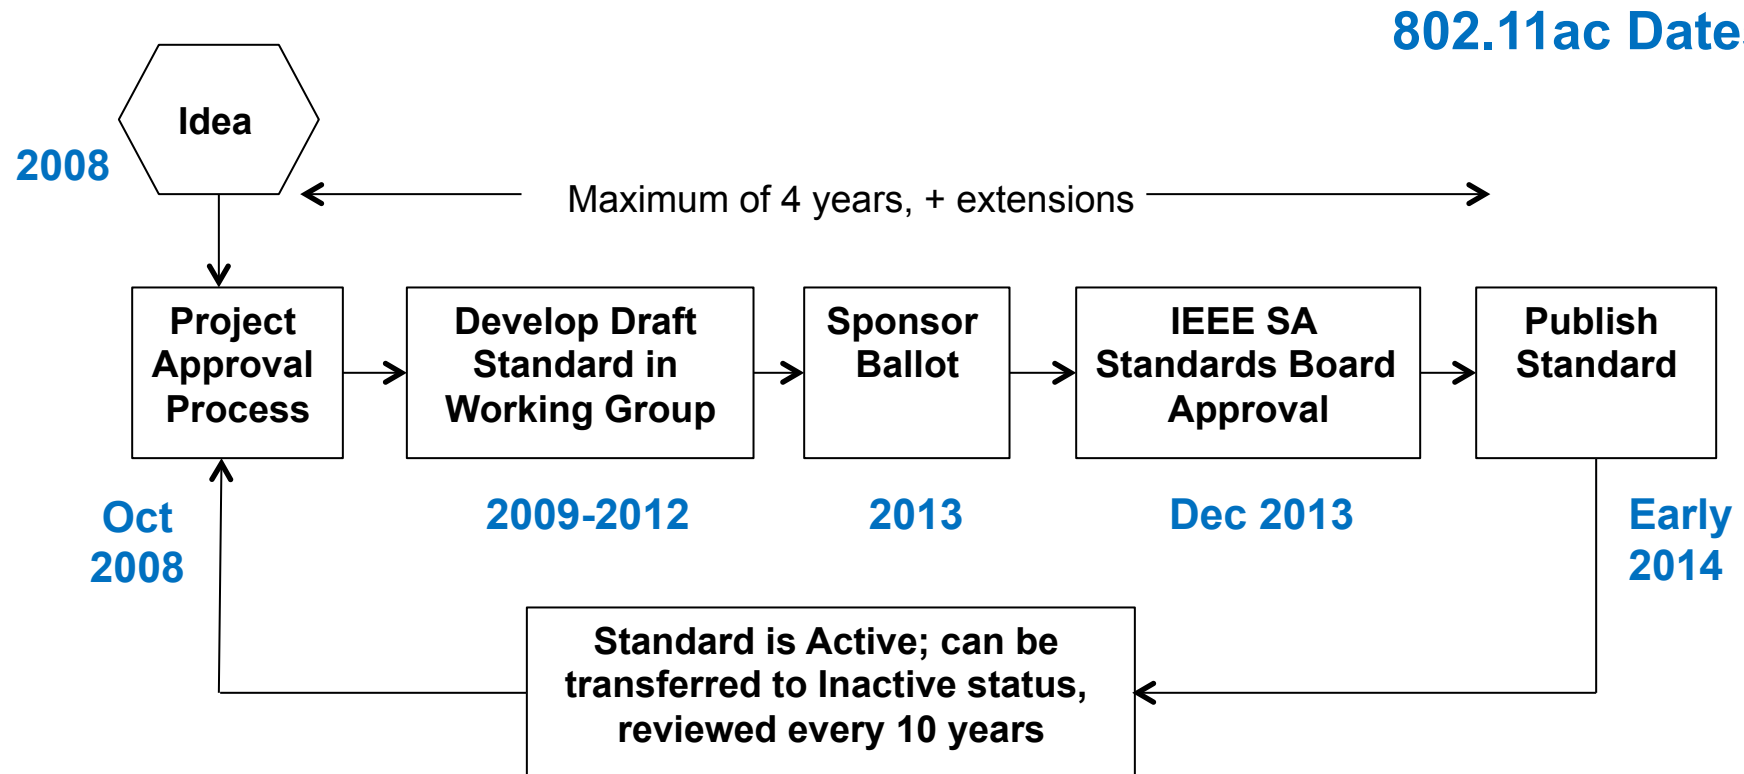 802.11ac Date
Idea
2008
Maximum of 4 years, + extensions
Project
Approval
Process
Develop Draft
Standard in
Working Group
Sponsor
Ballot
IEEE SA
Standards Board
Approval
Publish
Standard
Oct
2008
2009-2012
2013
Dec 2013
Early
2014
Standard is Active; can be
transferred to Inactive status,
reviewed every 10 years